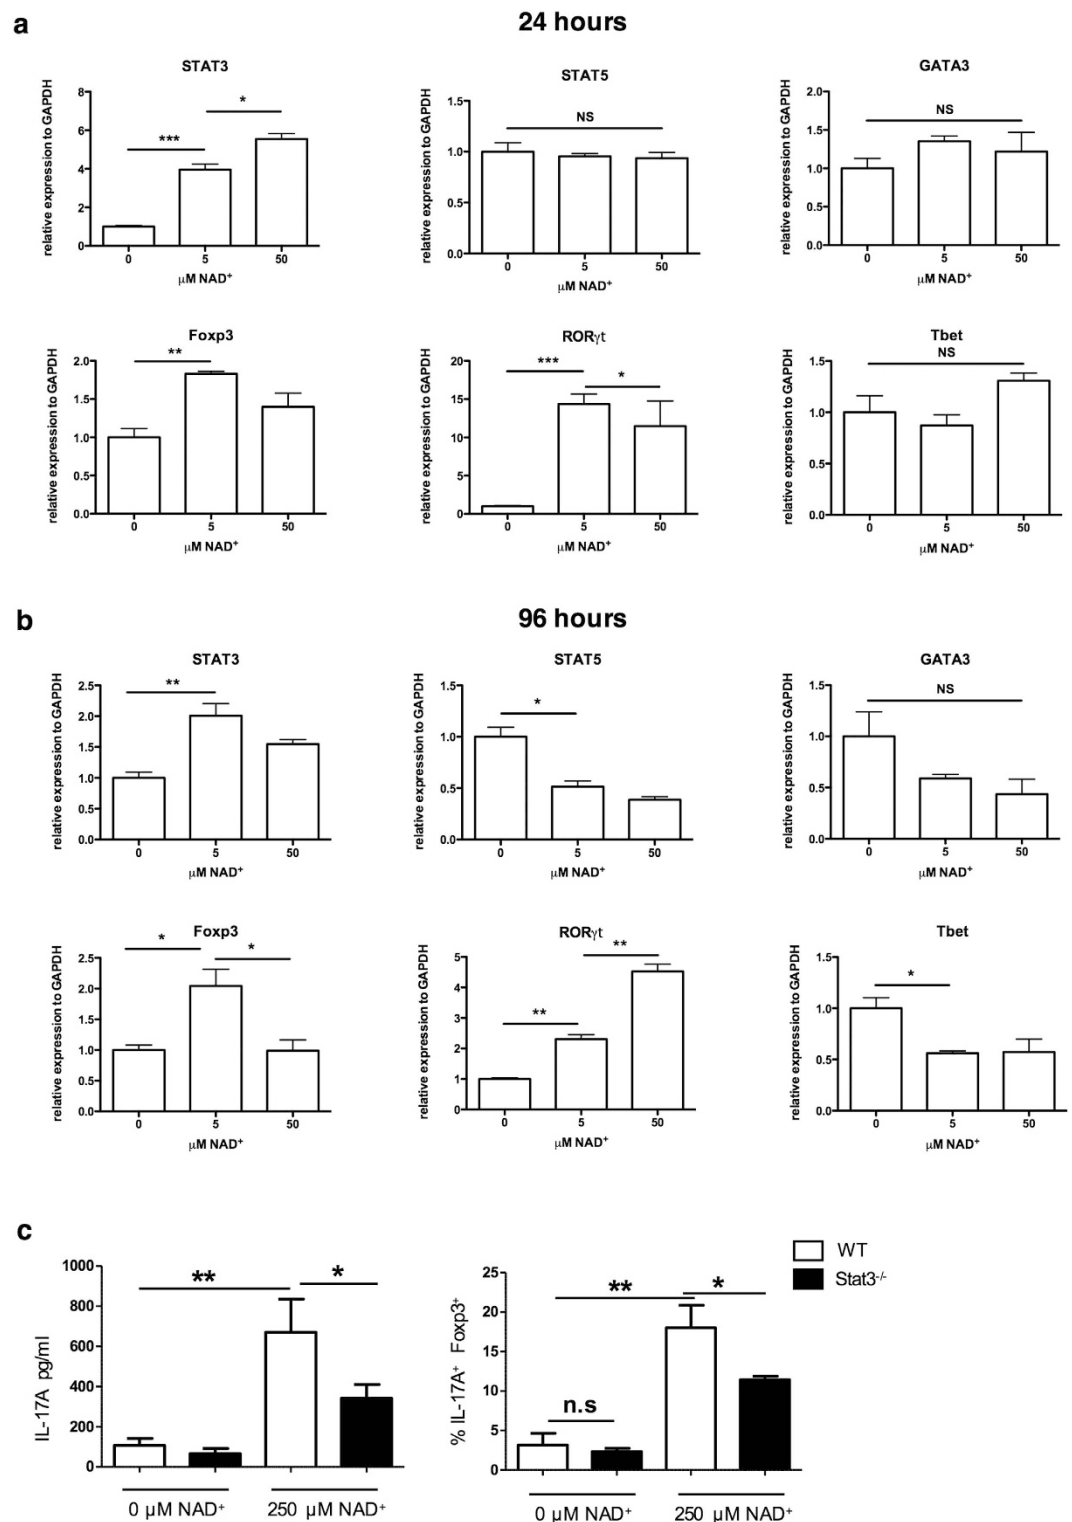 a
24 hours
STAT3
relative expression to GAPDH
8
6
4
2
0
***
*
0 5 50
μM NAD⁺
STAT5
relative expression to GAPDH
1.5
1.0
0.5
0.0
NS
0 5 50
μM NAD⁺
GATA3
relative expression to GAPDH
2.0
1.5
1.0
0.5
0.0
NS
0 5 50
μM NAD⁺
Foxp3
relative expression to GAPDH
2.0
1.5
1.0
0.5
0.0
**
0 5 50
μM NAD⁺
RORγt
relative expression to GAPDH
20
15
10
5
0
***
*
0 5 50
μM NAD⁺
Tbet
relative expression to GAPDH
1.5
1.0
0.5
0.0
NS
0 5 50
μM NAD⁺
b
96 hours
STAT3
relative expression to GAPDH
2.5
2.0
1.5
1.0
0.5
0.0
**
0 5 50
μM NAD⁺
STAT5
relative expression to GAPDH
1.5
1.0
0.5
0.0
*
0 5 50
μM NAD⁺
GATA3
relative expression to GAPDH
1.5
1.0
0.5
0.0
NS
0 5 50
μM NAD⁺
Foxp3
relative expression to GAPDH
2.5
2.0
1.5
1.0
0.5
0.0
*
*
0 5 50
μM NAD⁺
RORγt
relative expression to GAPDH
5
4
3
2
1
0
**
**
0 5 50
μM NAD⁺
Tbet
relative expression to GAPDH
1.5
1.0
0.5
0.0
*
0 5 50
μM NAD⁺
c
IL-17A pg/ml
1000
800
600
400
200
0
**
*
0 μM NAD⁺ 250 μM NAD⁺
% IL-17A⁺ Foxp3⁺
25
20
15
10
5
0
**
*
n.s
0 μM NAD⁺ 250 μM NAD⁺
WT
Stat3⁻/⁻